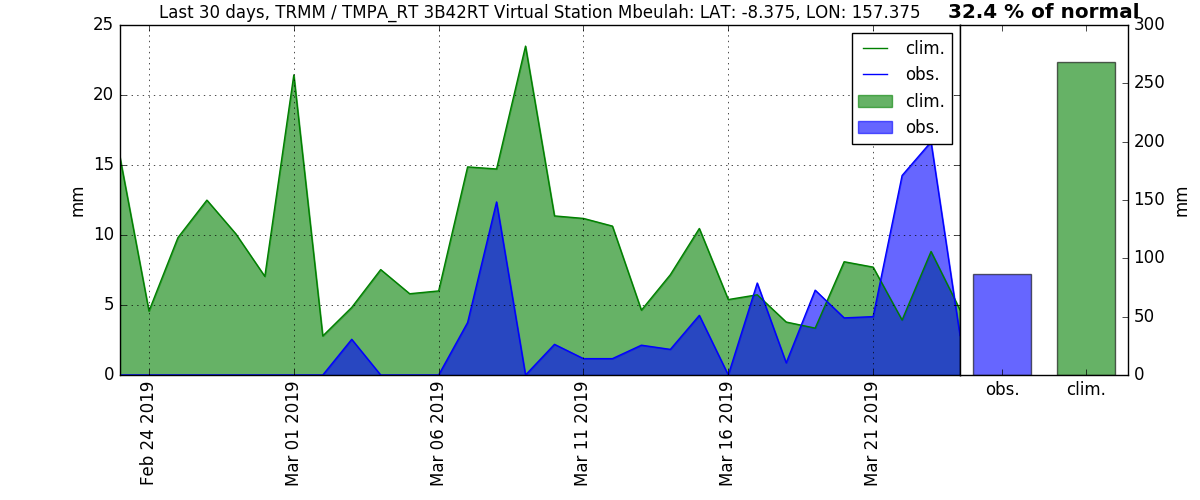 Last 30 days, TRMM / TMPA_RT 3B42RT Virtual Station Mbeulah: LAT: -8.375, LON: 157.375
32.4 % of normal
25
20
15
10
5
0
mm
clim.
obs.
clim.
obs.
300
250
200
150
100
50
0
mm
obs.
clim.
Feb 24 2019
Mar 01 2019
Mar 06 2019
Mar 11 2019
Mar 16 2019
Mar 21 2019